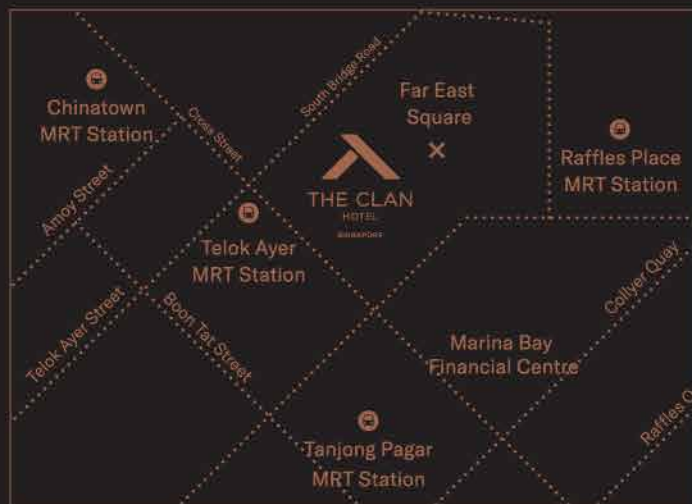 South Bridge Road
Far East
Square
Chinatown
MRT Station
Cross Street
Raffles Place
MRT Station
Amoy Street
THE CLAN
HOTEL
SINGAPORE
Telok Ayer
MRT Station
Collyer Quay
Telok Ayer Street
Boon Tat Street
Marina Bay
Financial Centre
Raffles Q
Tanjong Pagar
MRT Station